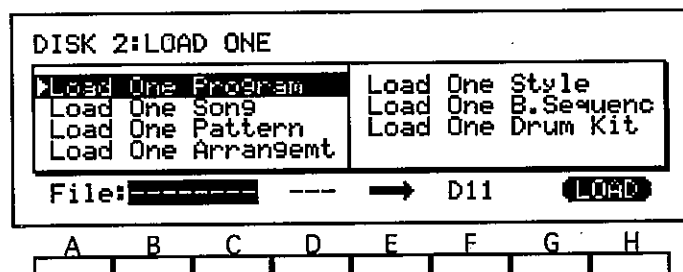 DISK 2:LOAD ONE
Load One Program
Load One Song
Load One Pattern
Load One Arrangemt
Load One Style
Load One B.Sequenc
Load One Drum Kit
File:--------- --- → D11 LOAD
A B C D E F G H